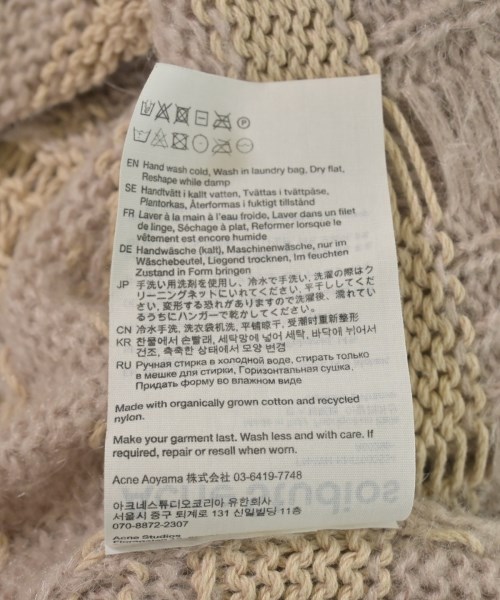 EN Hand wash cold, Wash in laundry bag, Dry flat,
Reshape while damp
SE Handtvätt i kallt vatten, Tvättas i tvättpåse,
Plantorkas, Återformas i fuktigt tillstånd
FR Laver à la main à l'eau froide, Laver dans un filet
de linge, Séchage à plat, Reformer lorsque le
vêtement est encore humide
DE Handwäsche (kalt), Maschinenwäsche, nur im
Wäschebeutel, Liegend trocknen, Im feuchten
Zustand in Form bringen
JP 手洗い用洗剤を使用し、冷水で手洗い, 洗濯の際はク
リーニングネットにいれてください, 平干ししてくだ
さい, 変形する恐れがありますので洗濯後、濡れてい
るうちにハンガーで乾かしてください。
CN 冷水手洗, 洗衣袋机洗, 平铺晾干, 受潮时重新整形
KR 찬물에서 손빨래, 세탁망에 넣어 세탁, 바닥에 뉘어서
건조, 축축한 상태에서 모양 변경
RU Ручная стирка в холодной воде, стирать только
в мешке для стирки, Горизонтальная сушка,
Придать форму во влажном виде
Made with organically grown cotton and recycled
nylon.
Make your garment last. Wash less and with care. If
required, repair or resell when worn.
Acne Aoyama 株式会社 03-6419-7748
아크네스튜디오코리아 유한회사
서울시 중구 퇴계로 131 신일빌딩 11층
070-8872-2307
Acne Studios